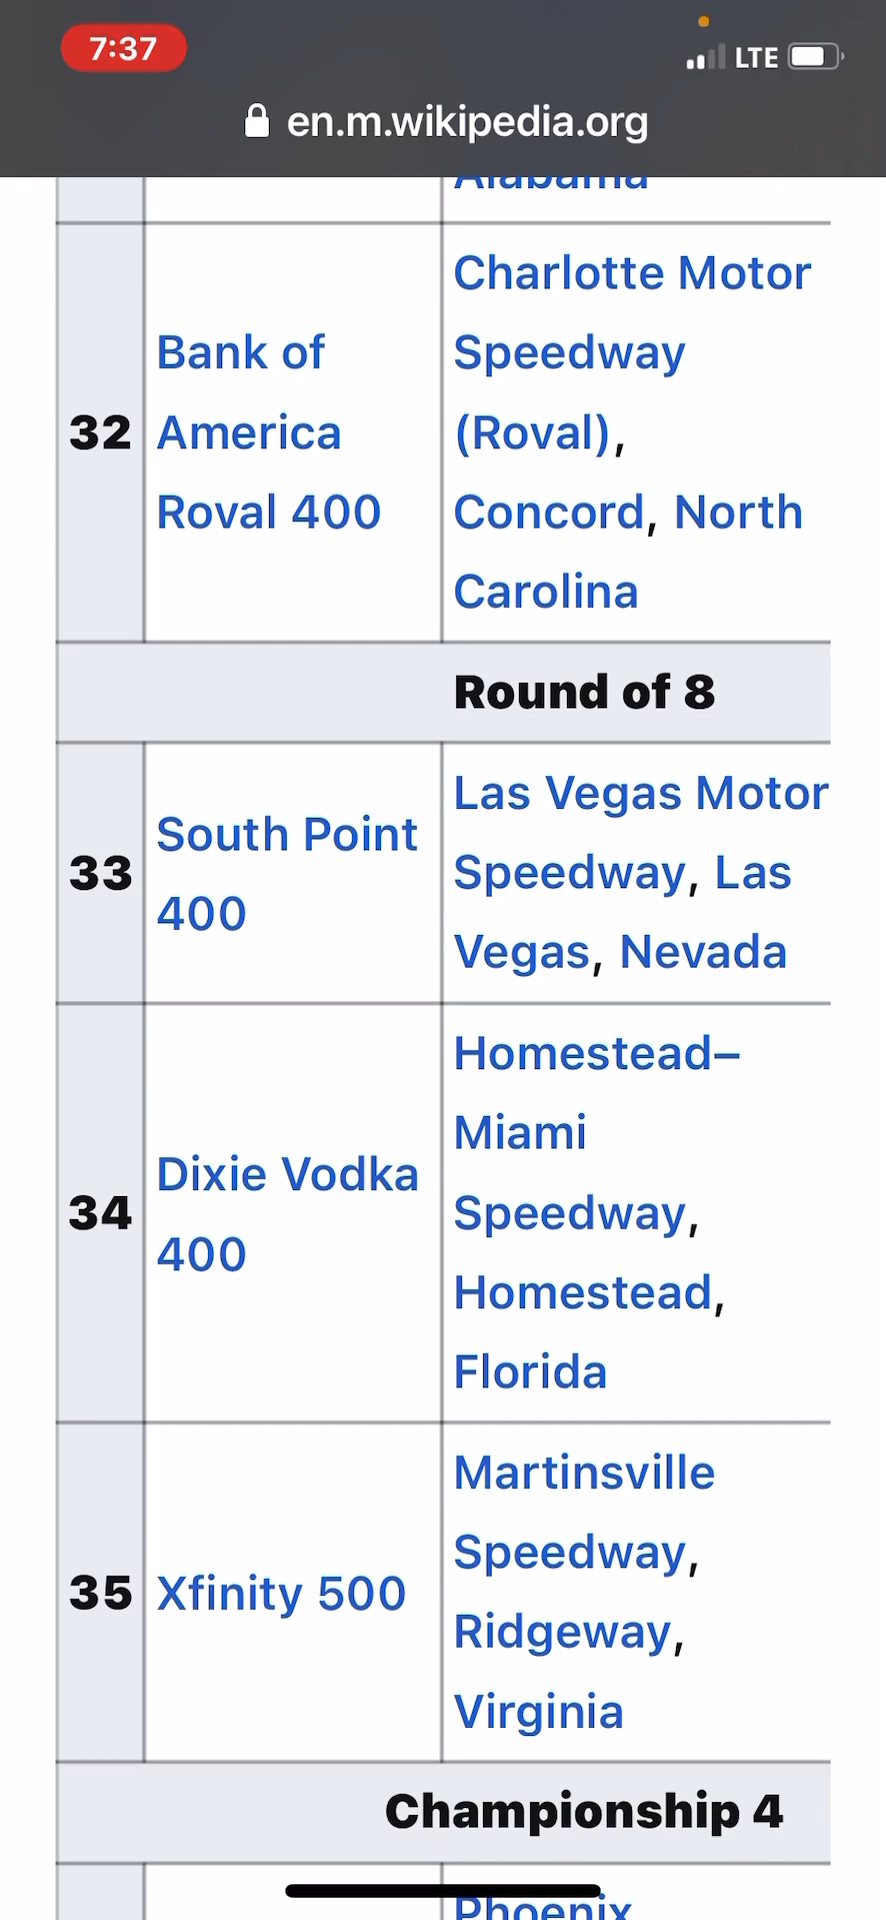 7:37
LTE
en.m.wikipedia.org
Alabama
32
Bank of
America
Roval 400
Charlotte Motor
Speedway
(Roval),
Concord, North
Carolina
Round of 8
33
South Point
400
Las Vegas Motor
Speedway, Las
Vegas, Nevada
34
Dixie Vodka
400
Homestead–
Miami
Speedway,
Homestead,
Florida
35
Xfinity 500
Martinsville
Speedway,
Ridgeway,
Virginia
Championship 4
Phoenix